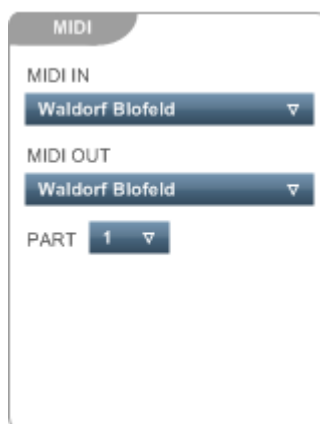 MIDI
MIDI IN
Waldorf Blofeld
MIDI OUT
Waldorf Blofeld
PART 1